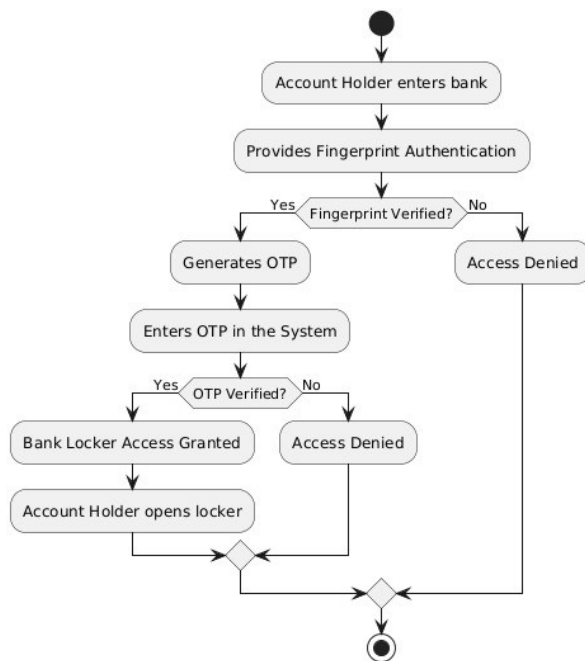 Account Holder enters bank
Provides Fingerprint Authentication
Yes
Fingerprint Verified?
No
Generates OTP
Access Denied
Enters OTP in the System
Yes
OTP Verified?
No
Bank Locker Access Granted
Access Denied
Account Holder opens locker